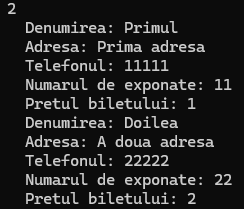 2
Denumirea: Primul
Adresa: Prima adresa
Telefonul: 11111
Numarul de exponate: 11
Pretul biletului: 1
Denumirea: Doilea
Adresa: A doua adresa
Telefonul: 22222
Numarul de exponate: 22
Pretul biletului: 2